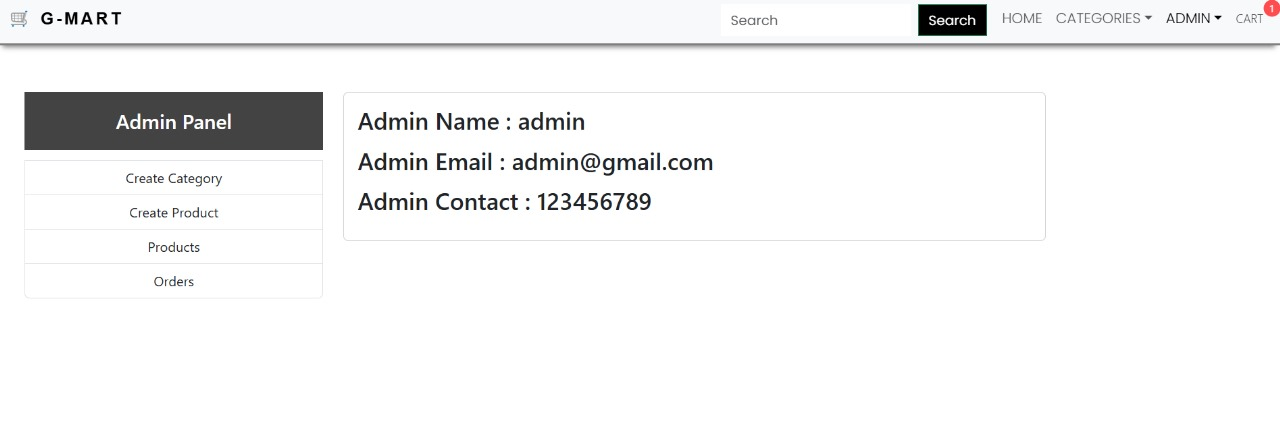 G-MART
Search
Search
HOME
CATEGORIES
ADMIN
CART
1
Admin Panel
Create Category
Create Product
Products
Orders
Admin Name : admin
Admin Email : admin@gmail.com
Admin Contact : 123456789